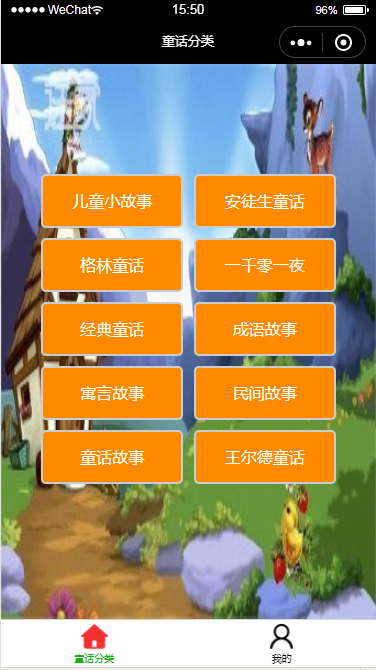 WeChat 15:50 96%
童话分类
儿童小故事 安徒生童话
格林童话 一千零一夜
经典童话 成语故事
寓言故事 民间故事
童话故事 王尔德童话
童话分类 我的